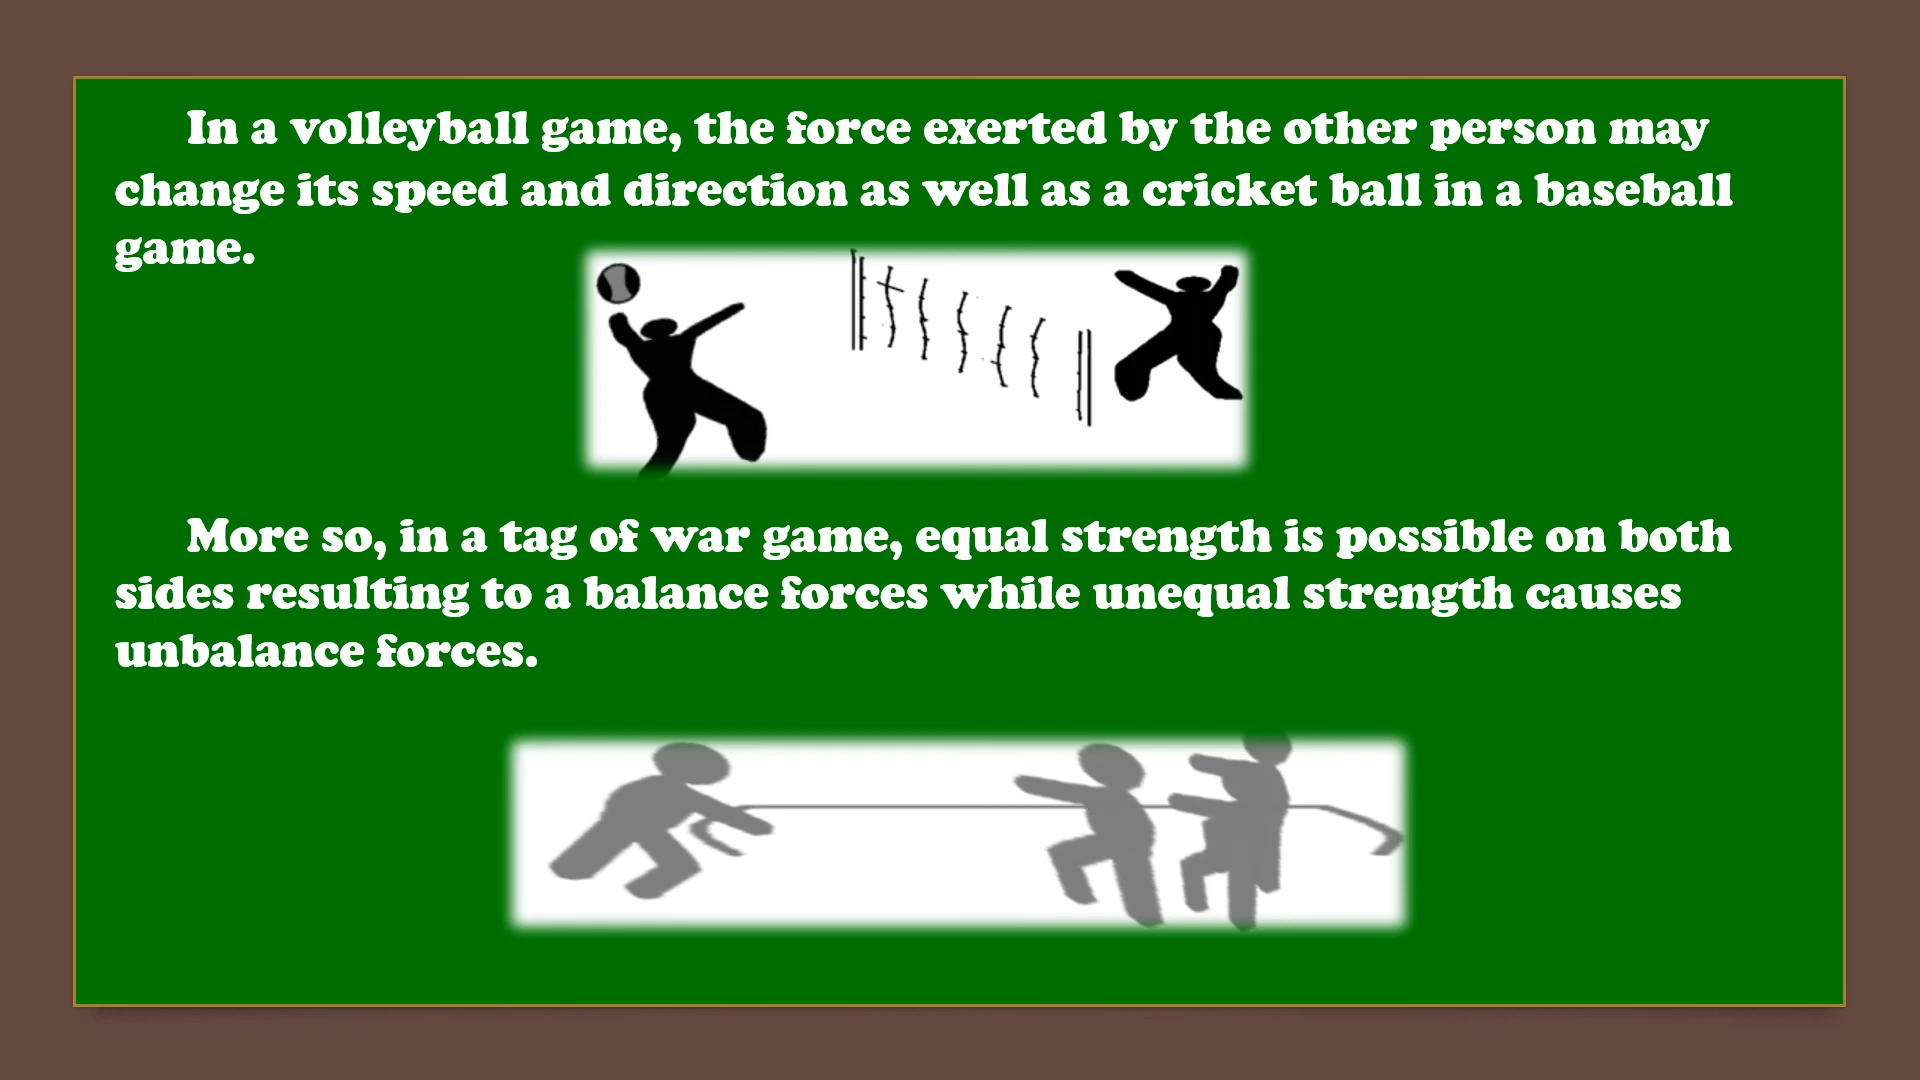 In a volleyball game, the force exerted by the other person may
change its speed and direction as well as a cricket ball in a baseball
game.
More so, in a tag of war game, equal strength is possible on both
sides resulting to a balance forces while unequal strength causes
unbalance forces.